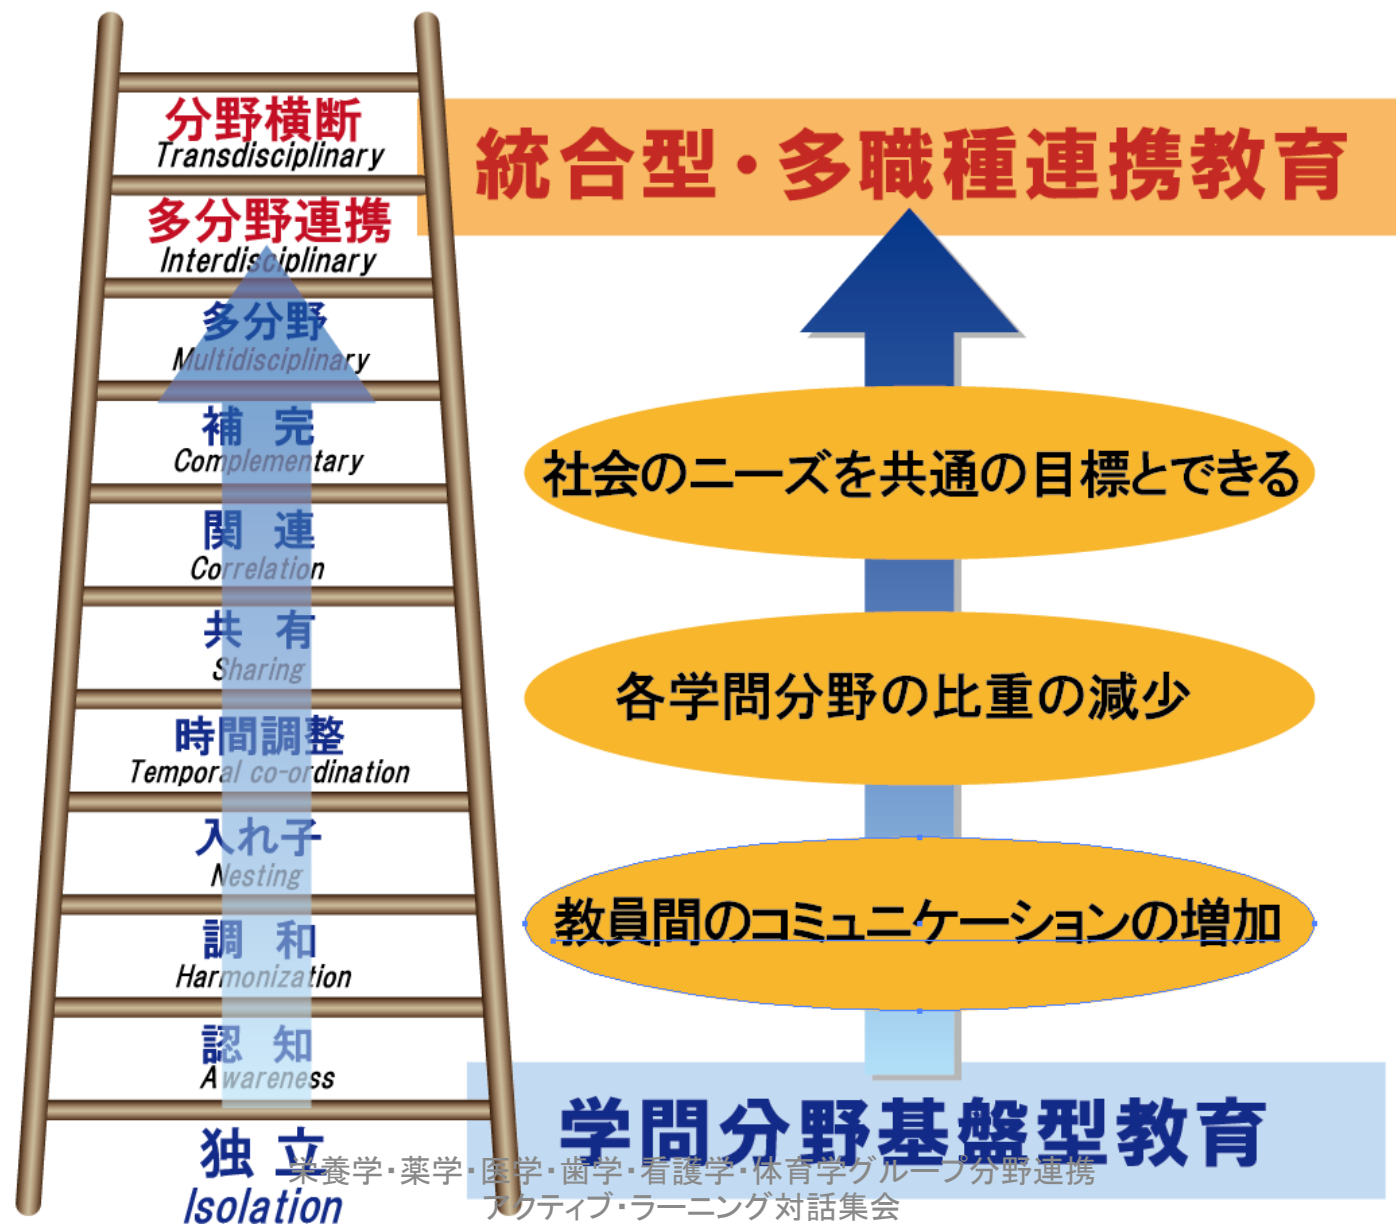 分野横断
Transdisciplinary
多分野連携
Interdisciplinary
多分野
Multidisciplinary
補 完
Complementary
関 連
Correlation
共 有
Sharing
時間調整
Temporal co-ordination
入れ子
Nesting
調 和
Harmonization
認 知
Awareness
独 立
Isolation
統合型・多職種連携教育
社会のニーズを共通の目標とできる
各学問分野の比重の減少
教員間のコミュニケーションの増加
学問分野基盤型教育
栄養学・薬学・医学・歯学・看護学・体育学グループ分野連携
アクティブ・ラーニング対話集会